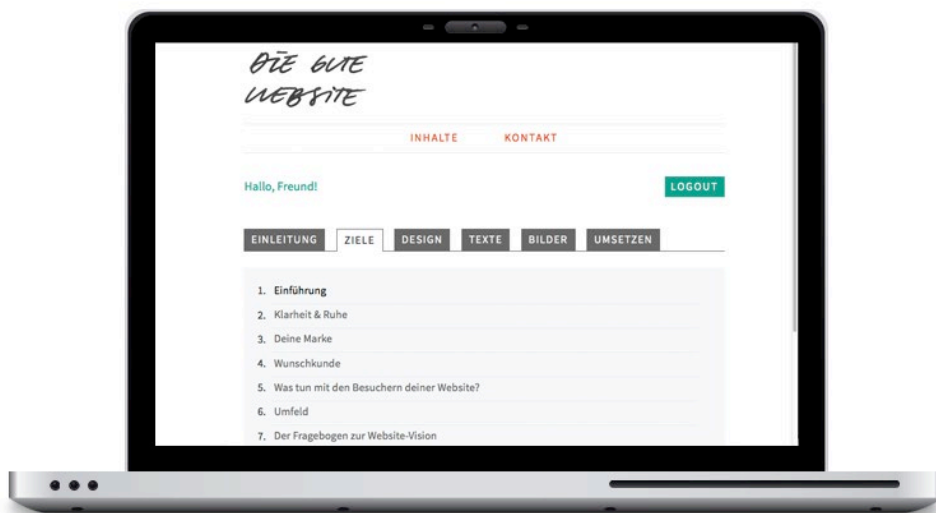 DIE GUTE
WEBSITE
INHALTE KONTAKT
Hallo, Freund! LOGOUT
EINLEITUNG ZIELE DESIGN TEXTE BILDER UMSETZEN
1. Einführung
2. Klarheit & Ruhe
3. Deine Marke
4. Wunschkunde
5. Was tun mit den Besuchern deiner Website?
6. Umfeld
7. Der Fragebogen zur Website-Vision